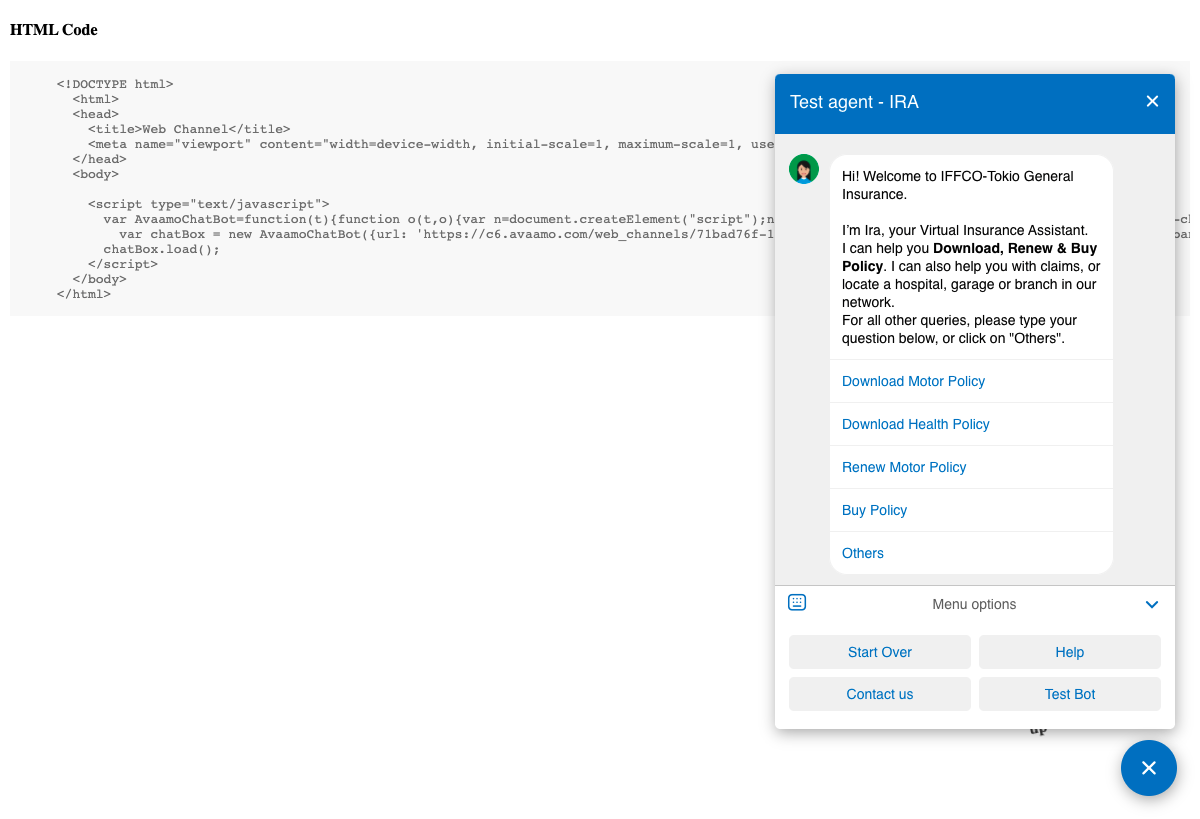 HTML Code
<!DOCTYPE html>
<html>
<head>
<title>Web Channel</title>
<meta name="viewport" content="width=device-width, initial-scale=1, maximum-scale=1, use
</head>
<body>
<script type="text/javascript">
var AvaamoChatBot=function(t){function o(t,o){var n=document.createElement("script");n
var chatBox = new AvaamoChatBot({url: 'https://c6.avaamo.com/web_channels/71bad76f-1
chatBox.load();
</script>
</body>
</html>
Test agent - IRA
Hi! Welcome to IFFCO-Tokio General
Insurance.
I’m Ira, your Virtual Insurance Assistant.
I can help you Download, Renew & Buy
Policy. I can also help you with claims, or
locate a hospital, garage or branch in our
network.
For all other queries, please type your
question below, or click on "Others".
Download Motor Policy
Download Health Policy
Renew Motor Policy
Buy Policy
Others
Menu options
Start Over
Help
Contact us
Test Bot
up